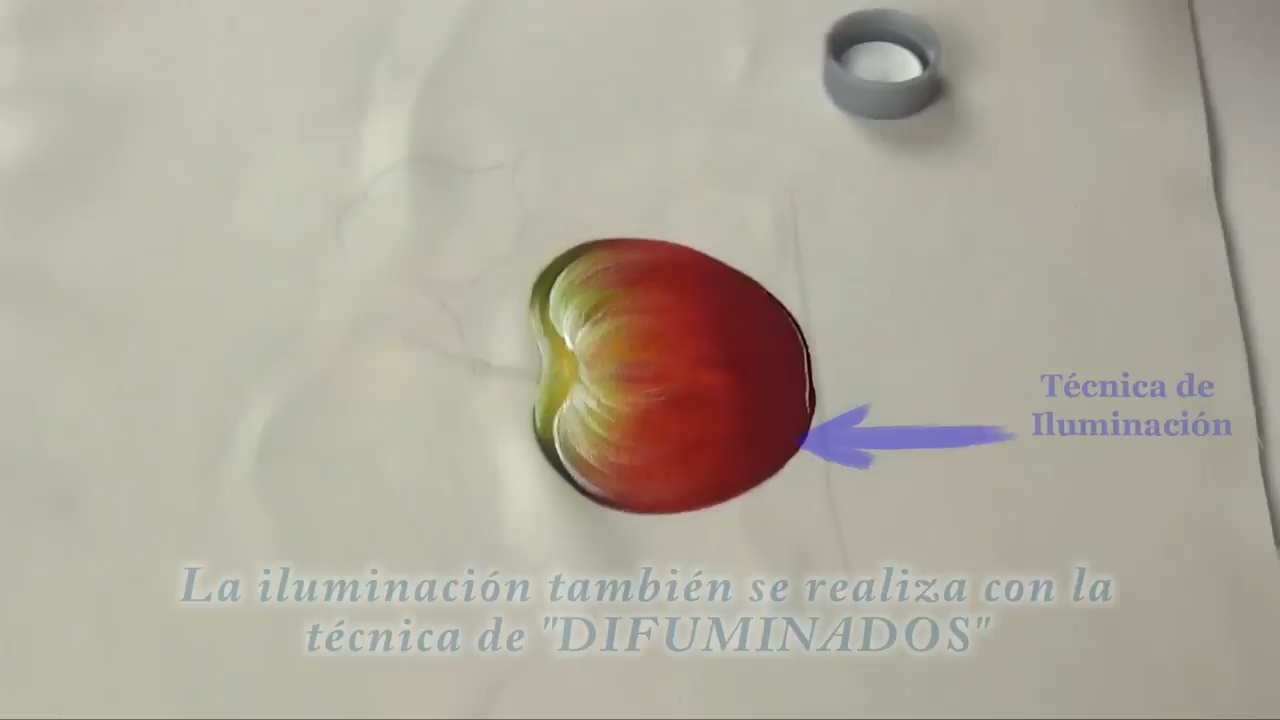 Técnica de
Iluminación
La iluminación también se realiza con la
técnica de "DIFUMINADOS"